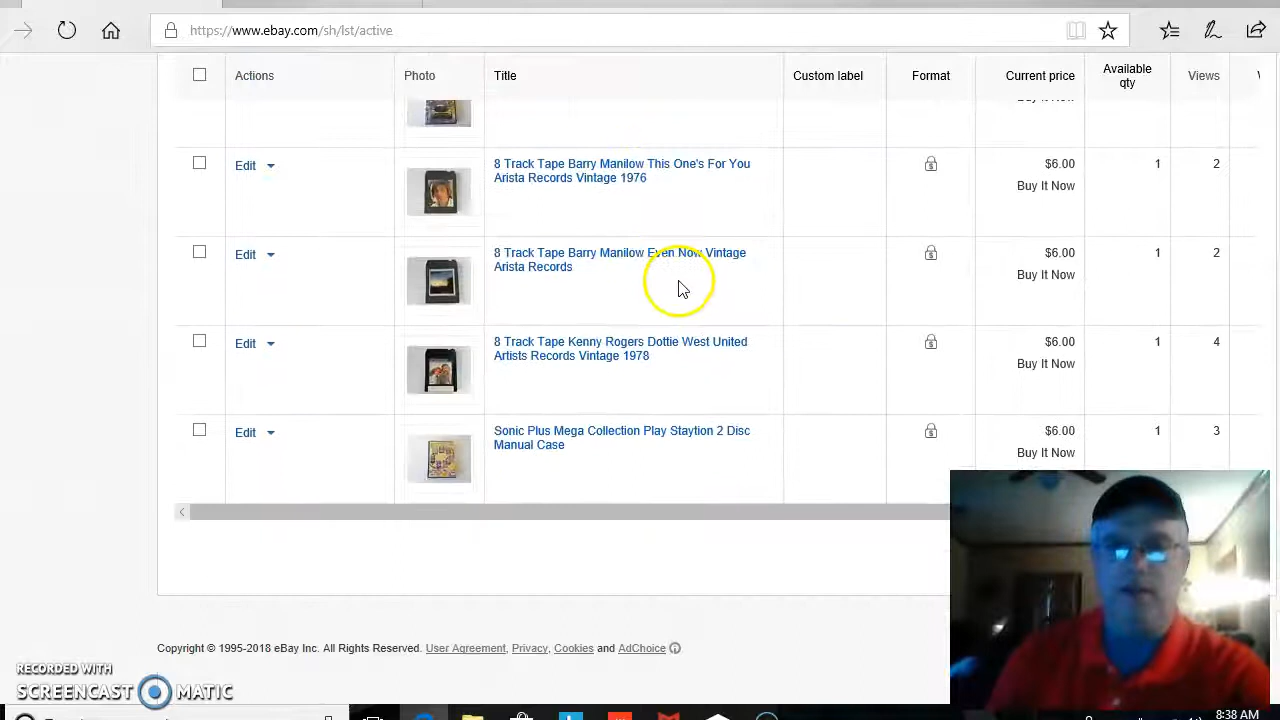 https://www.ebay.com/sh/lst/active
Actions Photo Title Custom label Format Current price Available qty Views
Buy It Now
Edit 8 Track Tape Barry Manilow This One's For You $6.00 1 2
Arista Records Vintage 1976 Buy It Now
Edit 8 Track Tape Barry Manilow Even Now Vintage $6.00 1 2
Arista Records Buy It Now
Edit 8 Track Tape Kenny Rogers Dottie West United $6.00 1 4
Artists Records Vintage 1978 Buy It Now
Edit Sonic Plus Mega Collection Play Staytion 2 Disc $6.00 1 3
Manual Case Buy It Now
Copyright © 1995-2018 eBay Inc. All Rights Reserved. User Agreement, Privacy, Cookies and AdChoice
RECORDED WITH
SCREENCAST MATIC
8:38 AM